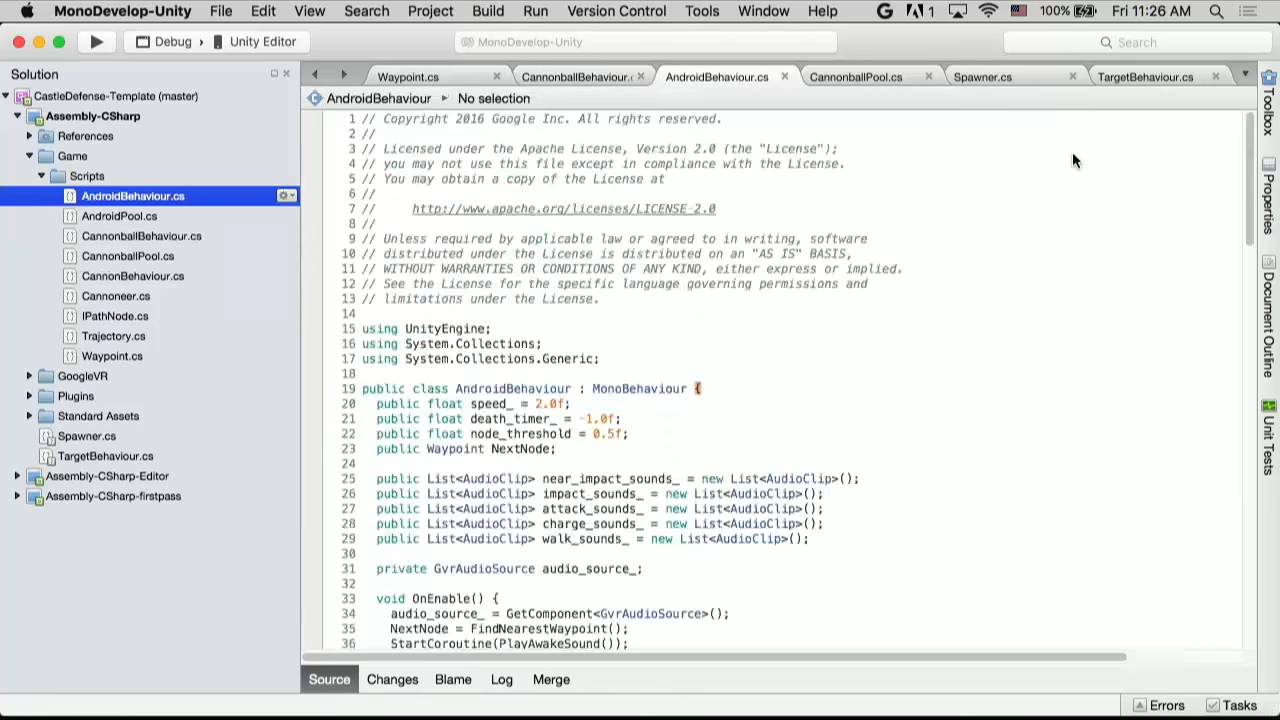 MonoDevelop-Unity File Edit View Search Project Build Run Version Control Tools Window Help 1 100% Fri 11:26 AM
Debug › Unity Editor MonoDevelop-Unity Search
Solution
CastleDefense-Template (master)
Assembly-CSharp
References
Game
Scripts
AndroidBehaviour.cs
AndroidPool.cs
CannonballBehaviour.cs
CannonballPool.cs
CannonBehaviour.cs
Cannoneer.cs
IPathNode.cs
Trajectory.cs
Waypoint.cs
GoogleVR
Plugins
Standard Assets
Spawner.cs
TargetBehaviour.cs
Assembly-CSharp-Editor
Assembly-CSharp-firstpass
Waypoint.cs CannonballBehaviour.c AndroidBehaviour.cs CannonballPool.cs Spawner.cs TargetBehaviour.cs
AndroidBehaviour No selection
1 // Copyright 2016 Google Inc. All rights reserved.
2 //
3 // Licensed under the Apache License, Version 2.0 (the "License");
4 // you may not use this file except in compliance with the License.
5 // You may obtain a copy of the License at
6 //
7 // http://www.apache.org/licenses/LICENSE-2.0
8 //
9 // Unless required by applicable law or agreed to in writing, software
10 // distributed under the License is distributed on an "AS IS" BASIS,
11 // WITHOUT WARRANTIES OR CONDITIONS OF ANY KIND, either express or implied.
12 // See the License for the specific language governing permissions and
13 // limitations under the License.
14
15 using UnityEngine;
16 using System.Collections;
17 using System.Collections.Generic;
18
19 public class AndroidBehaviour : MonoBehaviour {
20 public float speed_ = 2.0f;
21 public float death_timer_ = -1.0f;
22 public float node_threshold = 0.5f;
23 public Waypoint NextNode;
24
25 public List<AudioClip> near_impact_sounds_ = new List<AudioClip>();
26 public List<AudioClip> impact_sounds_ = new List<AudioClip>();
27 public List<AudioClip> attack_sounds_ = new List<AudioClip>();
28 public List<AudioClip> charge_sounds_ = new List<AudioClip>();
29 public List<AudioClip> walk_sounds_ = new List<AudioClip>();
30
31 private GvrAudioSource audio_source_;
32
33 void OnEnable() {
34 audio_source_ = GetComponent<GvrAudioSource>();
35 NextNode = FindNearestWaypoint();
36 StartCoroutine(PlayAwakeSound());
Source Changes Blame Log Merge
Toolbox
Properties
Document Outline
Unit Tests
Errors Tasks